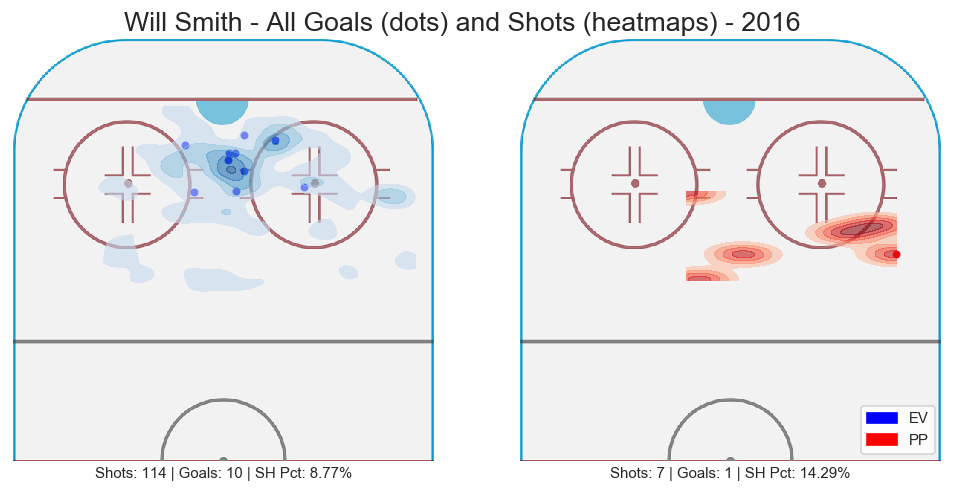 Will Smith - All Goals (dots) and Shots (heatmaps) - 2016
EV
PP
Shots: 114 | Goals: 10 | SH Pct: 8.77%
Shots: 7 | Goals: 1 | SH Pct: 14.29%